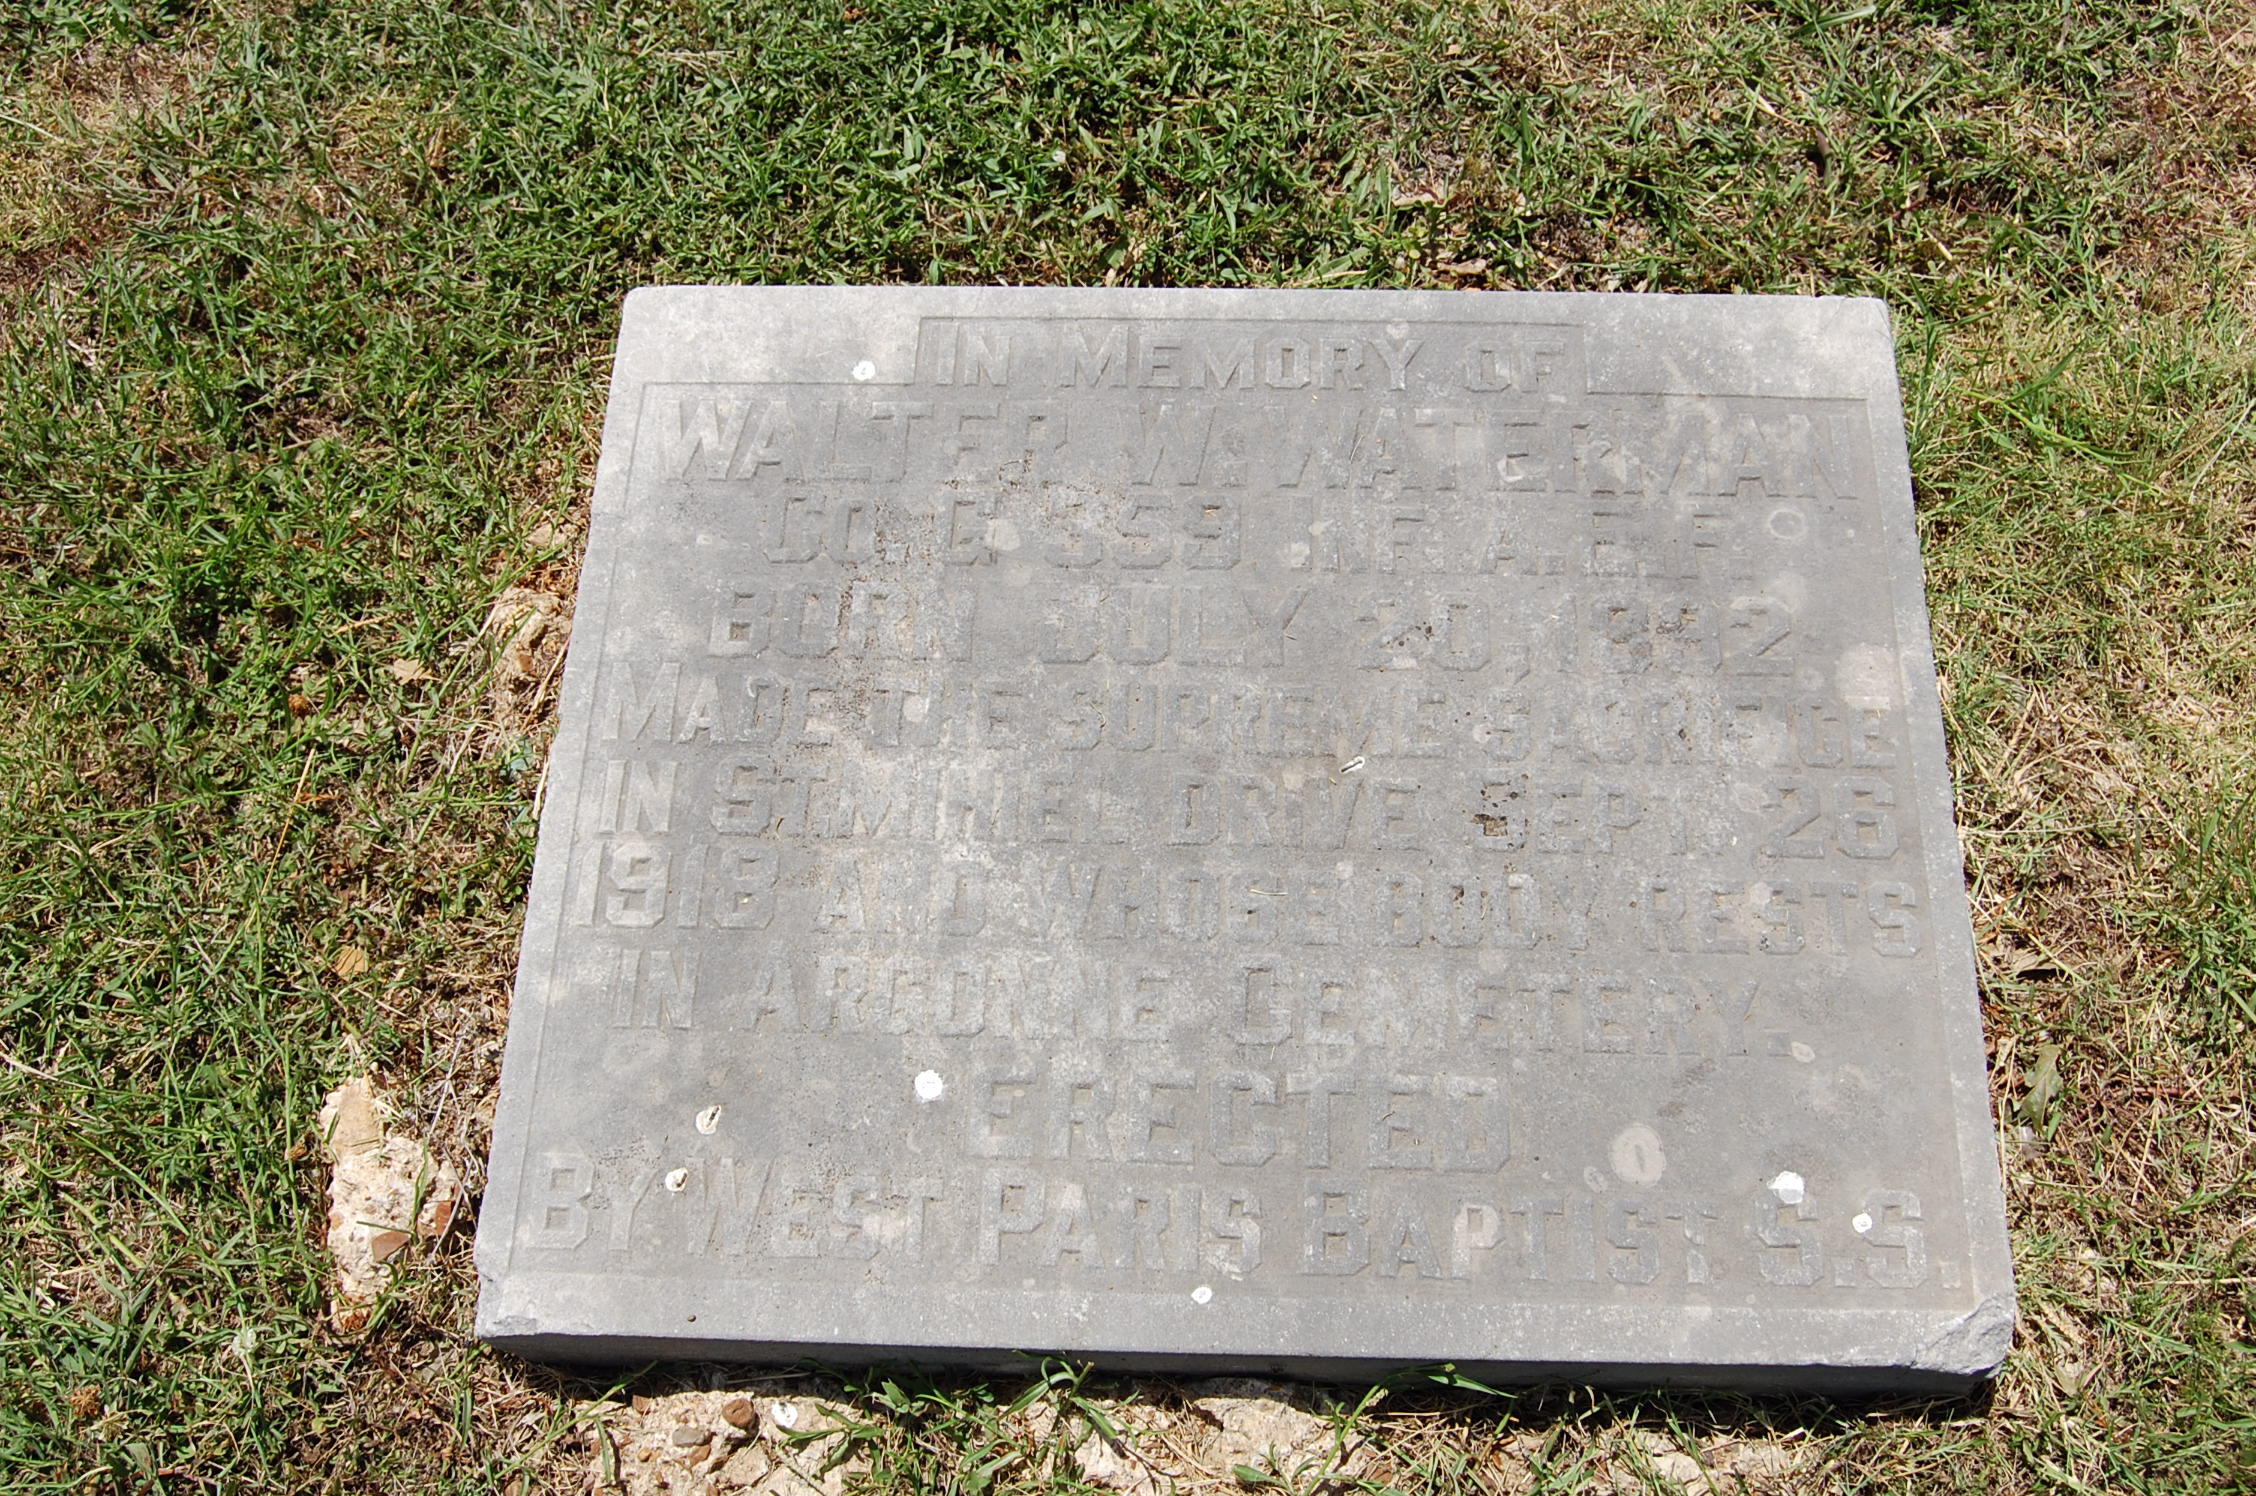 IN MEMORY OF
WALTER W. WATERMAN
CO. G 359 INF. A. E. F.
BORN JULY 20, 1892.
MADE THE SUPREME SACRIFICE
IN ST. MIHIEL DRIVE SEPT. 26
1918 AND WHOSE BODY RESTS
IN ARGONNE CEMETERY.
ERECTED
BY WEST PARIS BAPTIST S.S.